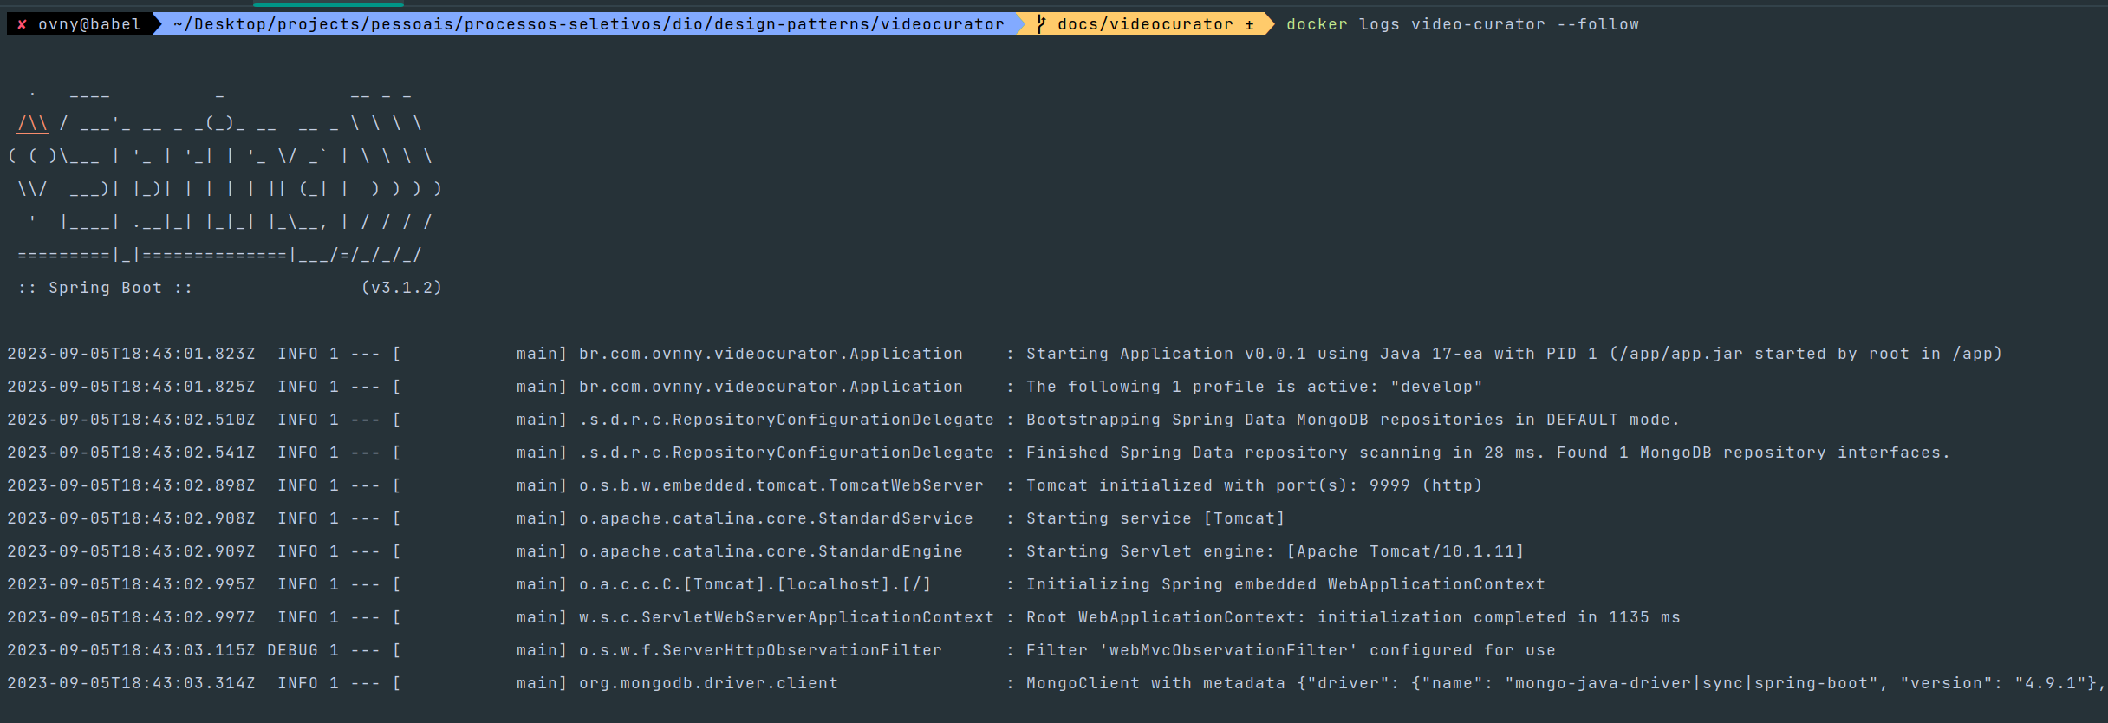 ✘ ovny@babel  ~/Desktop/projects/pessoais/processos-seletivos/dio/design-patterns/videocurator  docs/videocurator ± docker logs video-curator --follow
  .   ____          _            __ _ _
 /\\ / ___'_ __ _ _(_)_ __  __ _ \ \ \ \
( ( )\___ | '_ | '_| | '_ \/ _` | \ \ \ \
 \\/  ___)| |_)| | | | | || (_| |  ) ) ) )
  '  |____| .__|_| |_|_| |_\__, | / / / /
 =========|_|==============|___/=/_/_/_/
 :: Spring Boot ::                (v3.1.2)
2023-09-05T18:43:01.823Z  INFO 1 --- [           main] br.com.ovnny.videocurator.Application    : Starting Application v0.0.1 using Java 17-ea with PID 1 (/app/app.jar started by root in /app)
2023-09-05T18:43:01.825Z  INFO 1 --- [           main] br.com.ovnny.videocurator.Application    : The following 1 profile is active: "develop"
2023-09-05T18:43:02.510Z  INFO 1 --- [           main] .s.d.r.c.RepositoryConfigurationDelegate : Bootstrapping Spring Data MongoDB repositories in DEFAULT mode.
2023-09-05T18:43:02.541Z  INFO 1 --- [           main] .s.d.r.c.RepositoryConfigurationDelegate : Finished Spring Data repository scanning in 28 ms. Found 1 MongoDB repository interfaces.
2023-09-05T18:43:02.898Z  INFO 1 --- [           main] o.s.b.w.embedded.tomcat.TomcatWebServer  : Tomcat initialized with port(s): 9999 (http)
2023-09-05T18:43:02.908Z  INFO 1 --- [           main] o.apache.catalina.core.StandardService   : Starting service [Tomcat]
2023-09-05T18:43:02.909Z  INFO 1 --- [           main] o.apache.catalina.core.StandardEngine    : Starting Servlet engine: [Apache Tomcat/10.1.11]
2023-09-05T18:43:02.995Z  INFO 1 --- [           main] o.a.c.c.C.[Tomcat].[localhost].[/]       : Initializing Spring embedded WebApplicationContext
2023-09-05T18:43:02.997Z  INFO 1 --- [           main] w.s.c.ServletWebServerApplicationContext : Root WebApplicationContext: initialization completed in 1135 ms
2023-09-05T18:43:03.115Z DEBUG 1 --- [           main] o.s.w.f.ServerHttpObservationFilter      : Filter 'webMvcObservationFilter' configured for use
2023-09-05T18:43:03.314Z  INFO 1 --- [           main] org.mongodb.driver.client                : MongoClient with metadata {"driver": {"name": "mongo-java-driver|sync|spring-boot", "version": "4.9.1"},